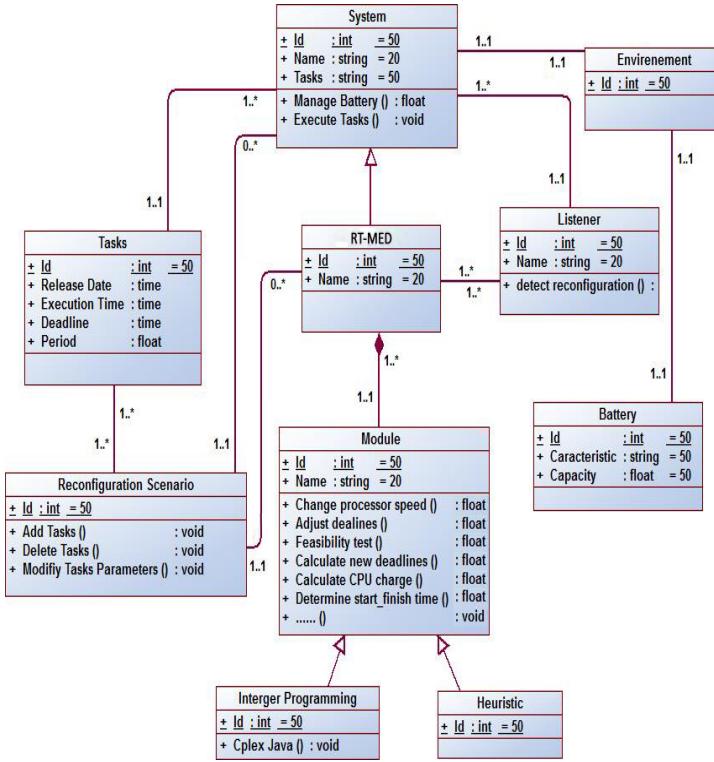 System
+ Id : int = 50
+ Name : string = 20
+ Tasks : string = 50
+ Manage Battery () : float
+ Execute Tasks () : void
1..1
1..1
Envirenement
+ Id : int = 50
1..*
1..*
0..*
1..1
1..1
Tasks
+ Id : int = 50
+ Release Date : time
+ Execution Time : time
+ Deadline : time
+ Period : float
RT-MED
+ Id : int = 50
+ Name : string = 20
Listener
+ Id : int = 50
+ Name : string = 20
+ detect reconfiguration () :
0..*
1..*
1..*
1..*
1..1
1..1
1..*
1..*
1..1
Battery
+ Id : int = 50
+ Caracteristic : string = 50
+ Capacity : float = 50
Module
+ Id : int = 50
+ Name : string = 20
+ Change processor speed () : float
+ Adjust dealines () : float
+ Feasibility test () : float
+ Calculate new deadlines () : float
+ Calculate CPU charge () : float
+ Determine start_finish time () : float
+ ...... () : void
Reconfiguration Scenario
+ Id : int = 50
+ Add Tasks () : void
+ Delete Tasks () : void
+ Modifiy Tasks Parameters () : void
1..1
Interger Programming
+ Id : int = 50
+ Cplex Java () : void
Heuristic
+ Id : int = 50